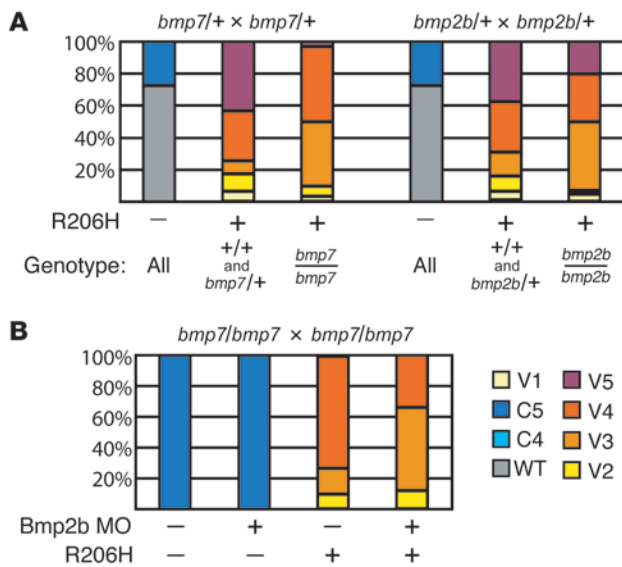 A
bmp7/+ × bmp7/+
bmp2b/+ × bmp2b/+
100%
80%
60%
40%
20%
R206H − + + − + +
Genotype: All +/+ and bmp7/+ bmp7/bmp7 All +/+ and bmp2b/+ bmp2b/bmp2b
B
bmp7/bmp7 × bmp7/bmp7
100%
80%
60%
40%
20%
Bmp2b MO − + − +
R206H − − + +
V1 V5
C5 V4
C4 V3
WT V2